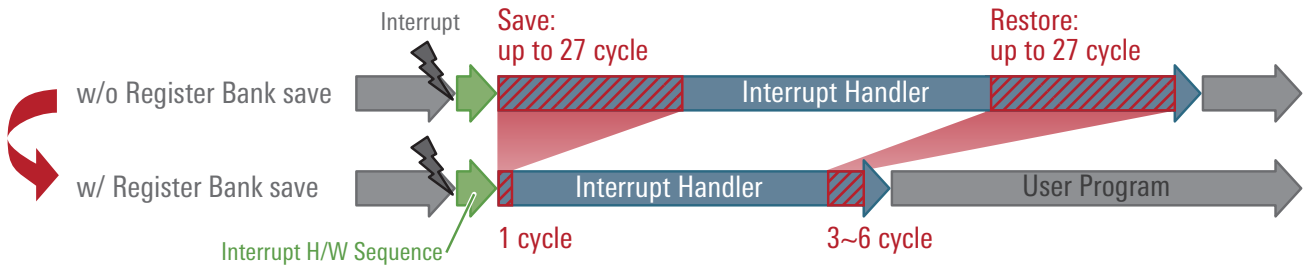 Interrupt
Save:
up to 27 cycle
Restore:
up to 27 cycle
w/o Register Bank save
Interrupt Handler
w/ Register Bank save
Interrupt Handler
User Program
Interrupt H/W Sequence
1 cycle
3~6 cycle